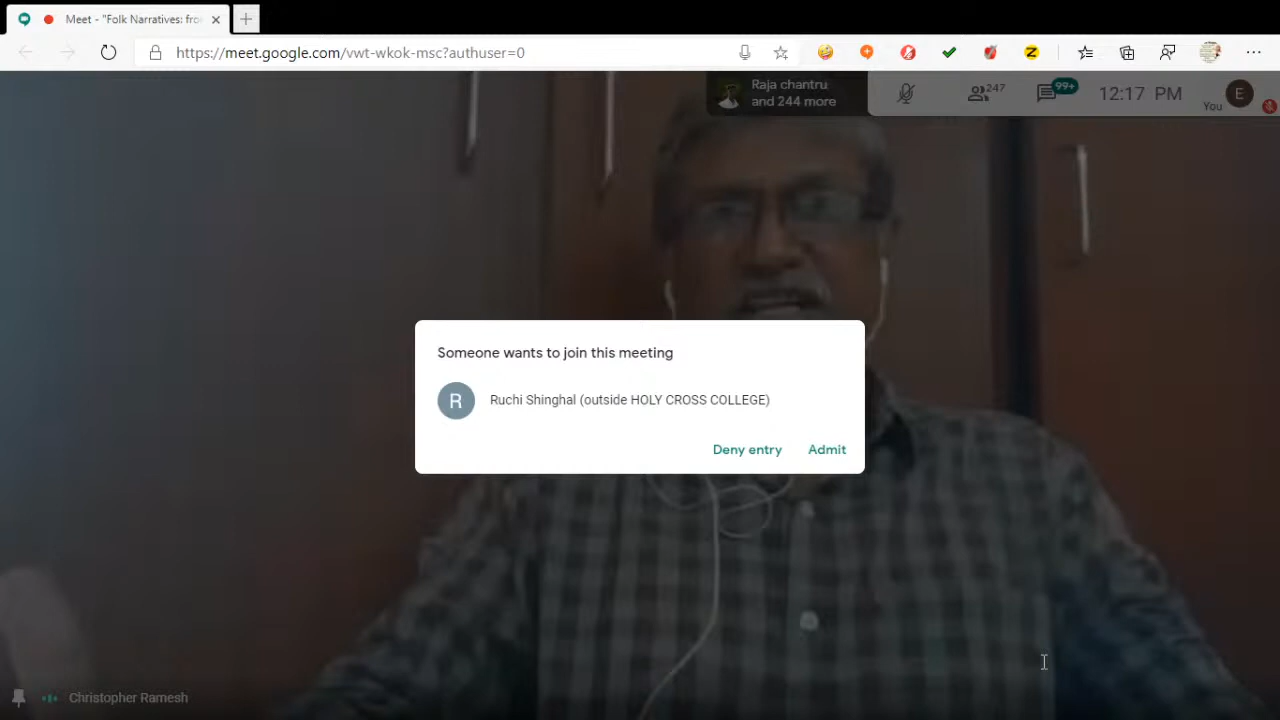 Meet - "Folk Narratives: fro
https://meet.google.com/vwt-wkok-msc?authuser=0
Raja chantru
and 244 more
247
99+
12:17 PM
You
E
Someone wants to join this meeting
R
Ruchi Shinghal (outside HOLY CROSS COLLEGE)
Deny entry
Admit
Christopher Ramesh